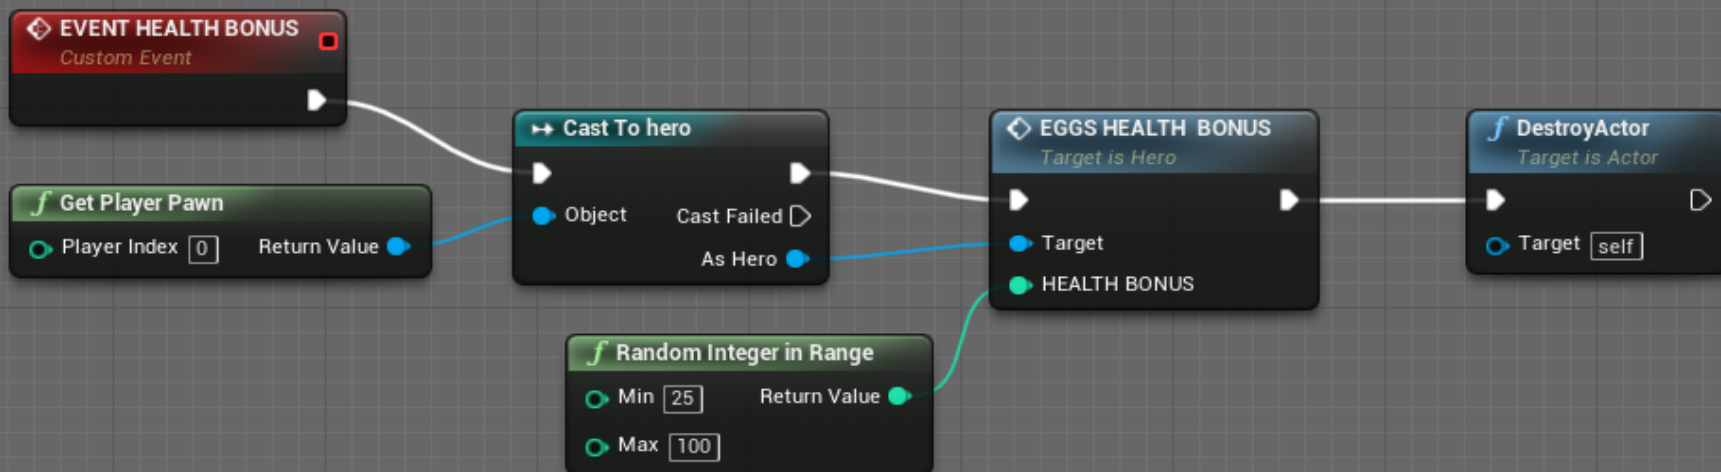 EVENT HEALTH BONUS
Custom Event
Get Player Pawn
Player Index 0 Return Value
Cast To hero
Object Cast Failed
As Hero
Random Integer in Range
Min 25 Return Value
Max 100
EGGS HEALTH BONUS
Target is Hero
Target
HEALTH BONUS
DestroyActor
Target is Actor
Target self